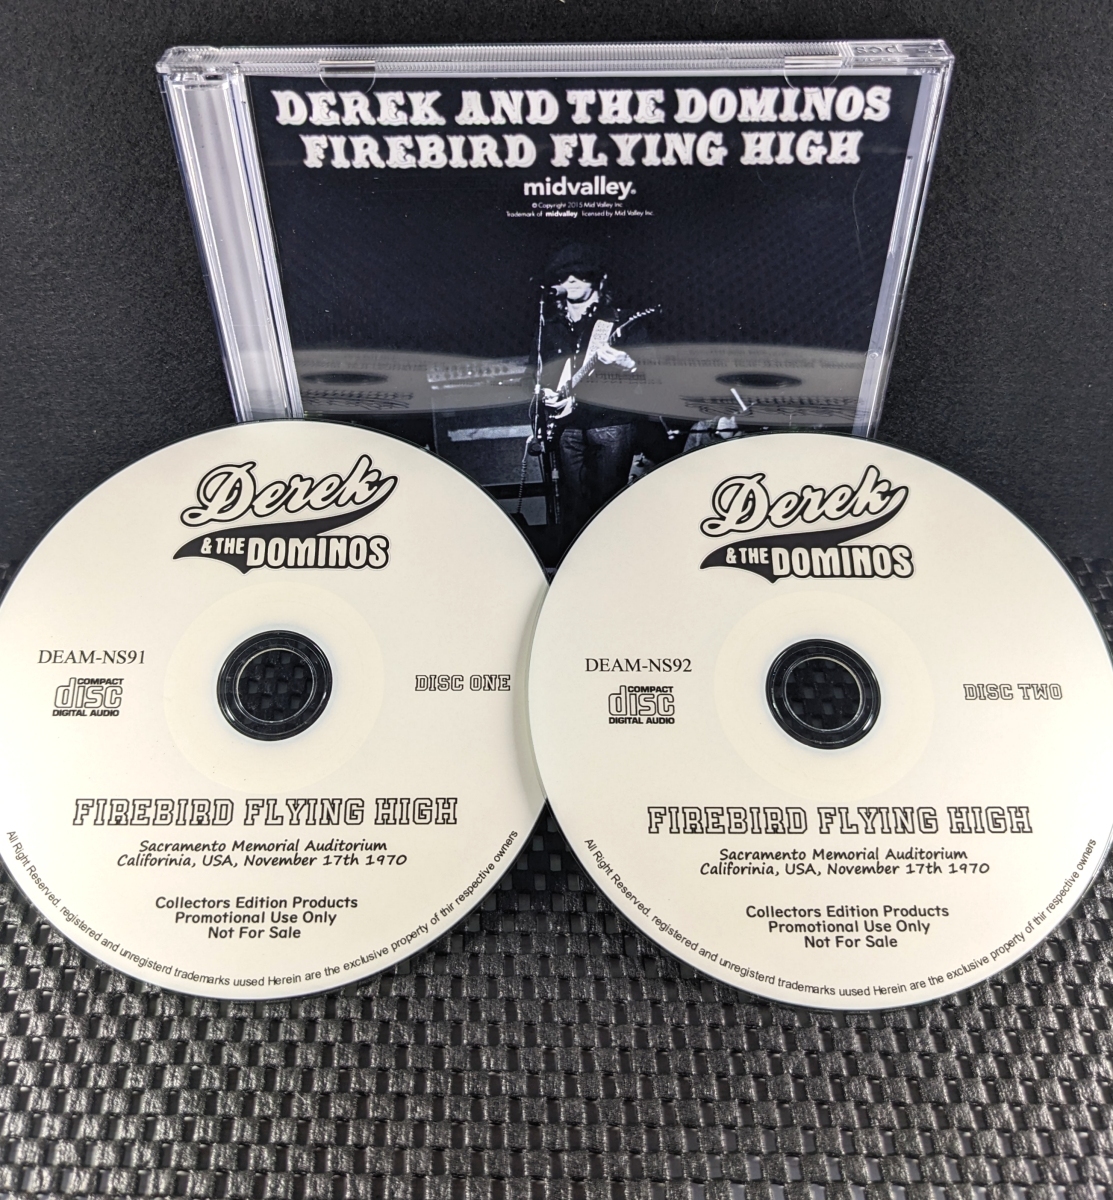 DEREK AND THE DOMINOS
FIREBIRD FLYING HIGH
midvalley.
© Copyright 2015 Mid Valley Inc
Trademark of midvalley licensed by Mid Valley Inc.
Derek
& THE DOMINOS
DEAM-NS91
COMPACT
disc
DIGITAL AUDIO
DISC ONE
FIREBIRD FLYING HIGH
Sacramento Memorial Auditorium
Califorinia, USA, November 17th 1970
Collectors Edition Products
Promotional Use Only
Not For Sale
All Right Reserved. registered and unregisterd trademarks uused Herein are the exclusive property of thir respective owners
Derek
& THE DOMINOS
DEAM-NS92
COMPACT
disc
DIGITAL AUDIO
DISC TWO
FIREBIRD FLYING HIGH
Sacramento Memorial Auditorium
Califorinia, USA, November 17th 1970
Collectors Edition Products
Promotional Use Only
Not For Sale
All Right Reserved. registered and unregisterd trademarks uused Herein are the exclusive property of thir respective owners